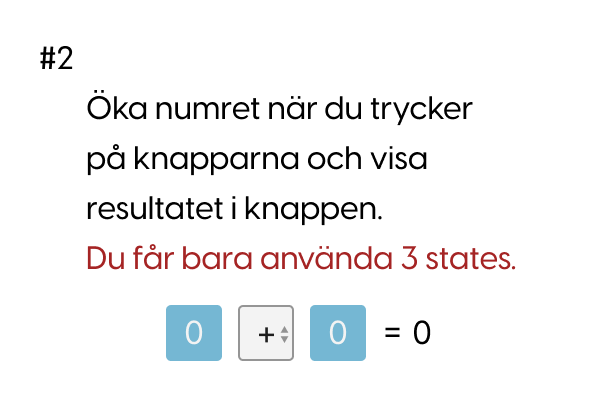 #2
Öka numret när du trycker
på knapparna och visa
resultatet i knappen.
Du får bara använda 3 states.
0 + 0 = 0